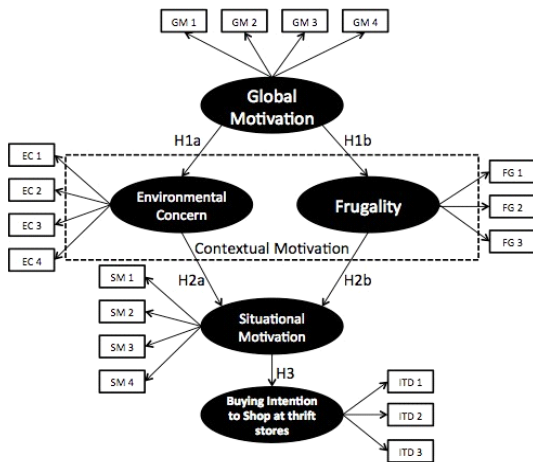 GM 1
GM 2
GM 3
GM 4
Global
Motivation
H1a
H1b
EC 1
EC 2
EC 3
EC 4
Environmental
Concern
Frugality
FG 1
FG 2
FG 3
Contextual Motivation
H2a
H2b
SM 1
SM 2
SM 3
SM 4
Situational
Motivation
H3
Buying Intention
to Shop at thrift
stores
ITD 1
ITD 2
ITD 3